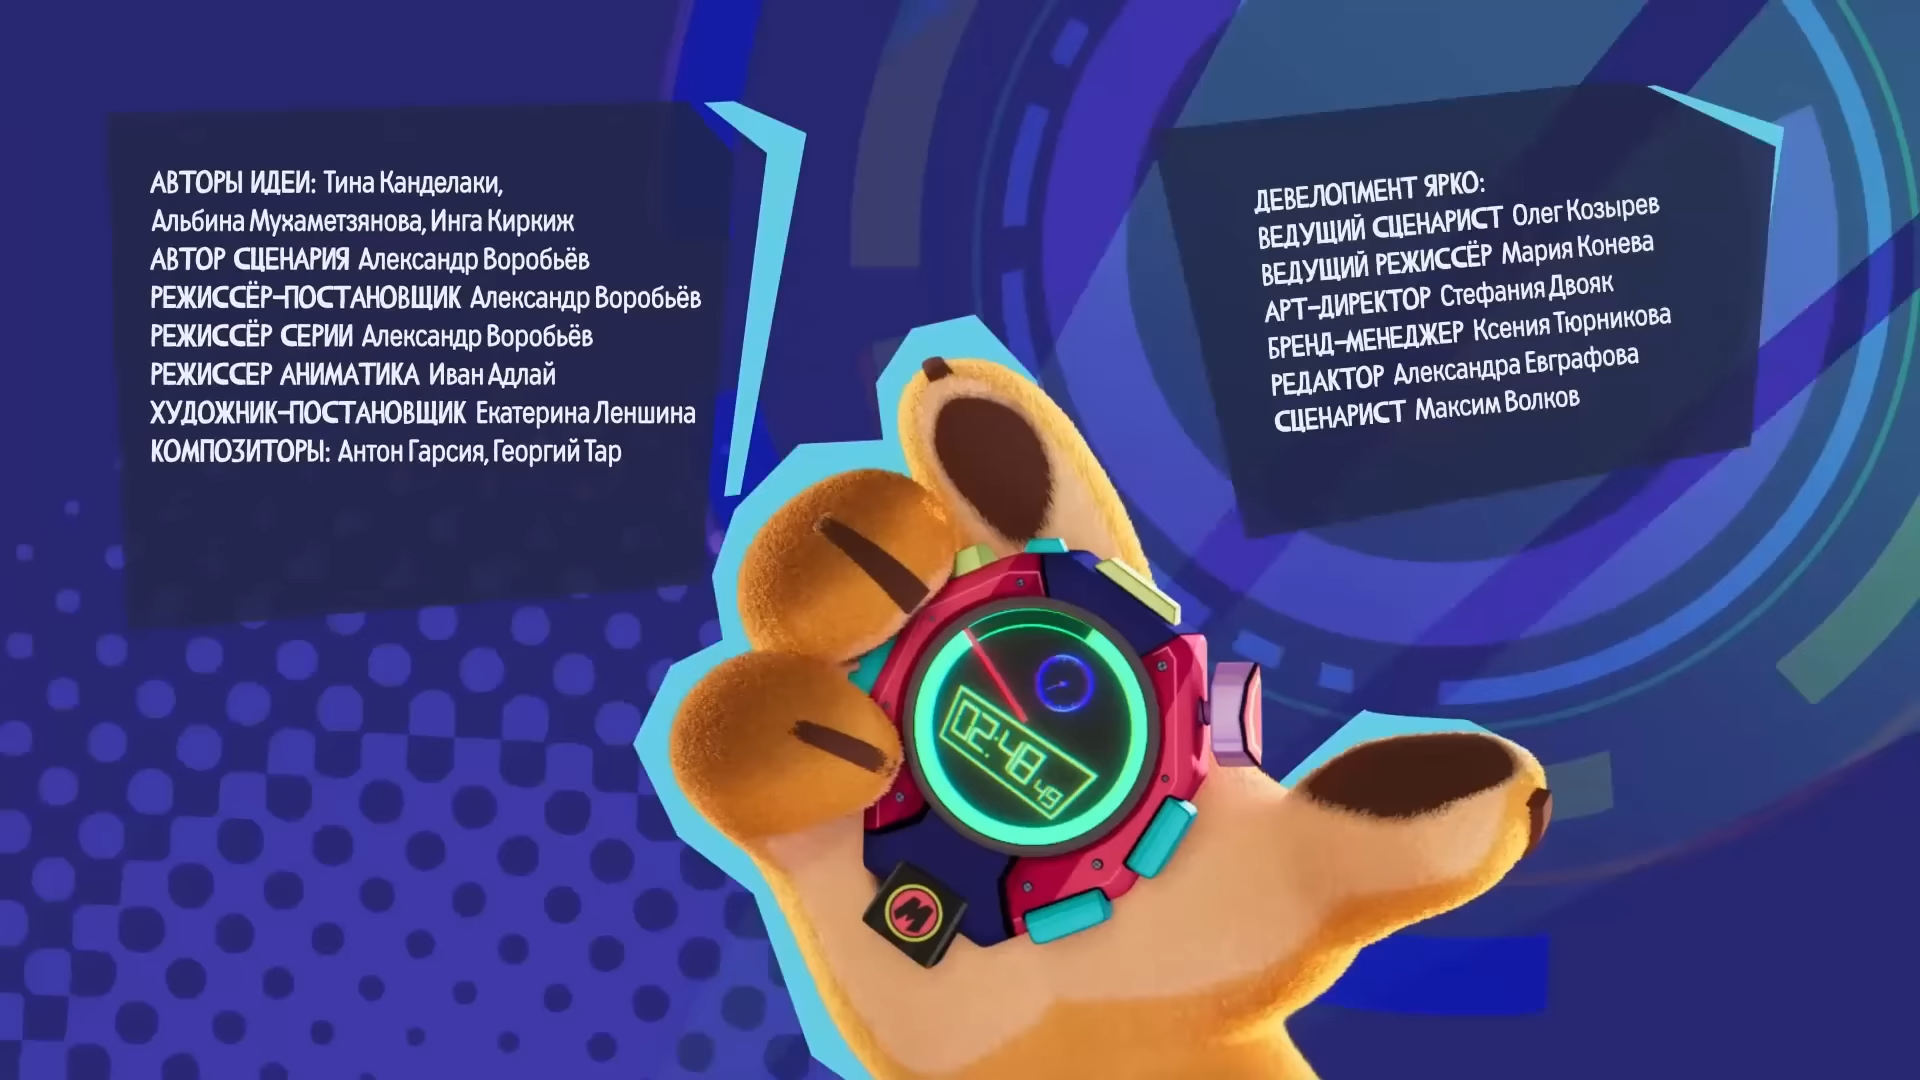 АВТОРЫ ИДЕИ: Тина Канделаки,
Альбина Мухаметзянова, Инга Киркиж
АВТОР СЦЕНАРИЯ Александр Воробьёв
РЕЖИССЁР-ПОСТАНОВЩИК Александр Воробьёв
РЕЖИССЁР СЕРИИ Александр Воробьёв
РЕЖИССЕР АНИМАТИКА Иван Адлай
ХУДОЖНИК-ПОСТАНОВЩИК Екатерина Леншина
КОМПОЗИТОРЫ: Антон Гарсия, Георгий Тар
ДЕВЕЛОПМЕНТ ЯРКО:
ВЕДУЩИЙ СЦЕНАРИСТ Олег Козырев
ВЕДУЩИЙ РЕЖИССЁР Мария Конева
АРТ-ДИРЕКТОР Стефания Двояк
БРЕНД-МЕНЕДЖЕР Ксения Тюрникова
РЕДАКТОР Александра Евграфова
СЦЕНАРИСТ Максим Волков
02:48 49
М